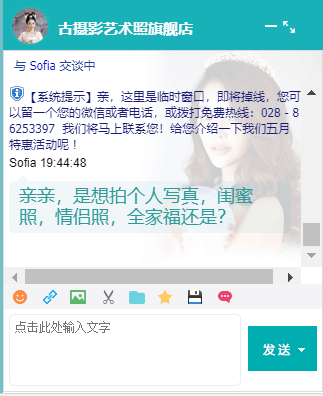 古摄影艺术照旗舰店
与 Sofia 交谈中
【系统提示】亲，这里是临时窗口，即将掉线，您可
以留一个您的微信或者电话，或拨打免费热线：028 - 8
6253397 我们将马上联系您！给您介绍一下我们五月
特惠活动呢！
Sofia 19:44:48
亲亲，是想拍个人写真，闺蜜
照，情侣照，全家福还是？
点击此处输入文字
发送